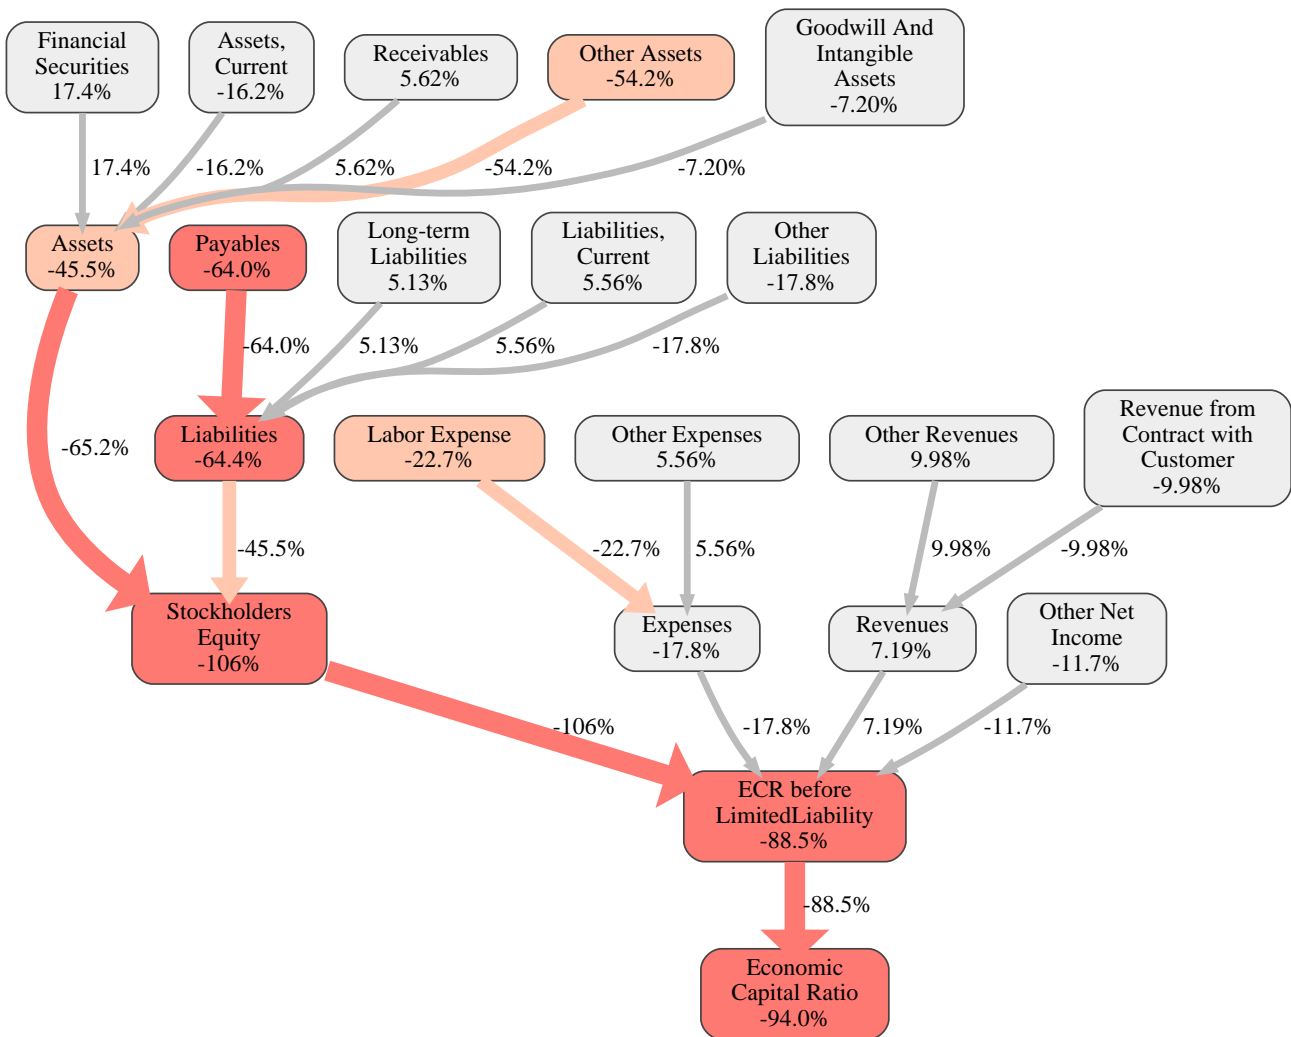 Financial
Securities
17.4%
Assets,
Current
-16.2%
Receivables
5.62%
Other Assets
-54.2%
Goodwill And
Intangible
Assets
-7.20%
17.4%
-16.2%
5.62%
-54.2%
-7.20%
Assets
-45.5%
Payables
-64.0%
Long-term
Liabilities
5.13%
Liabilities,
Current
5.56%
Other
Liabilities
-17.8%
-64.0%
5.13%
5.56%
-17.8%
-65.2%
Liabilities
-64.4%
Labor Expense
-22.7%
Other Expenses
5.56%
Other Revenues
9.98%
Revenue from
Contract with
Customer
-9.98%
-45.5%
-22.7%
5.56%
9.98%
-9.98%
Stockholders
Equity
-106%
Expenses
-17.8%
Revenues
7.19%
Other Net
Income
-11.7%
-106%
-17.8%
7.19%
-11.7%
ECR before
LimitedLiability
-88.5%
-88.5%
Economic
Capital Ratio
-94.0%